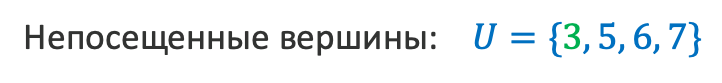 Непосещенные вершины: U = {3, 5, 6, 7}